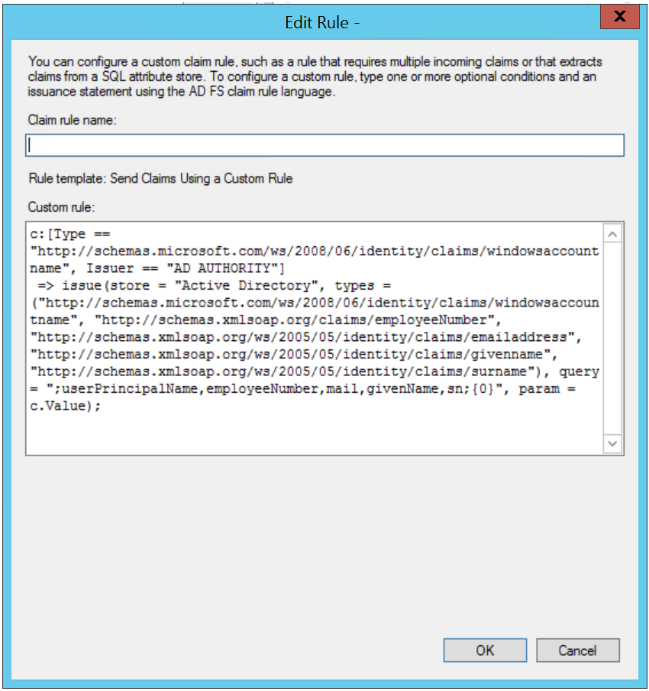 Edit Rule -
X
You can configure a custom claim rule, such as a rule that requires multiple incoming claims or that extracts
claims from a SQL attribute store. To configure a custom rule, type one or more optional conditions and an
issuance statement using the AD FS claim rule language.
Claim rule name:
Rule template: Send Claims Using a Custom Rule
Custom rule:
c:[Type ==
"http://schemas.microsoft.com/ws/2008/06/identity/claims/windowsaccount
name", Issuer == "AD AUTHORITY"]
 => issue(store = "Active Directory", types =
("http://schemas.microsoft.com/ws/2008/06/identity/claims/windowsaccoun
tname", "http://schemas.xmlsoap.org/claims/employeeNumber",
"http://schemas.xmlsoap.org/ws/2005/05/identity/claims/emailaddress",
"http://schemas.xmlsoap.org/ws/2005/05/identity/claims/givenname",
"http://schemas.xmlsoap.org/ws/2005/05/identity/claims/surname"), query
= ";userPrincipalName,employeeNumber,mail,givenName,sn;{0}", param =
c.Value);
OK
Cancel